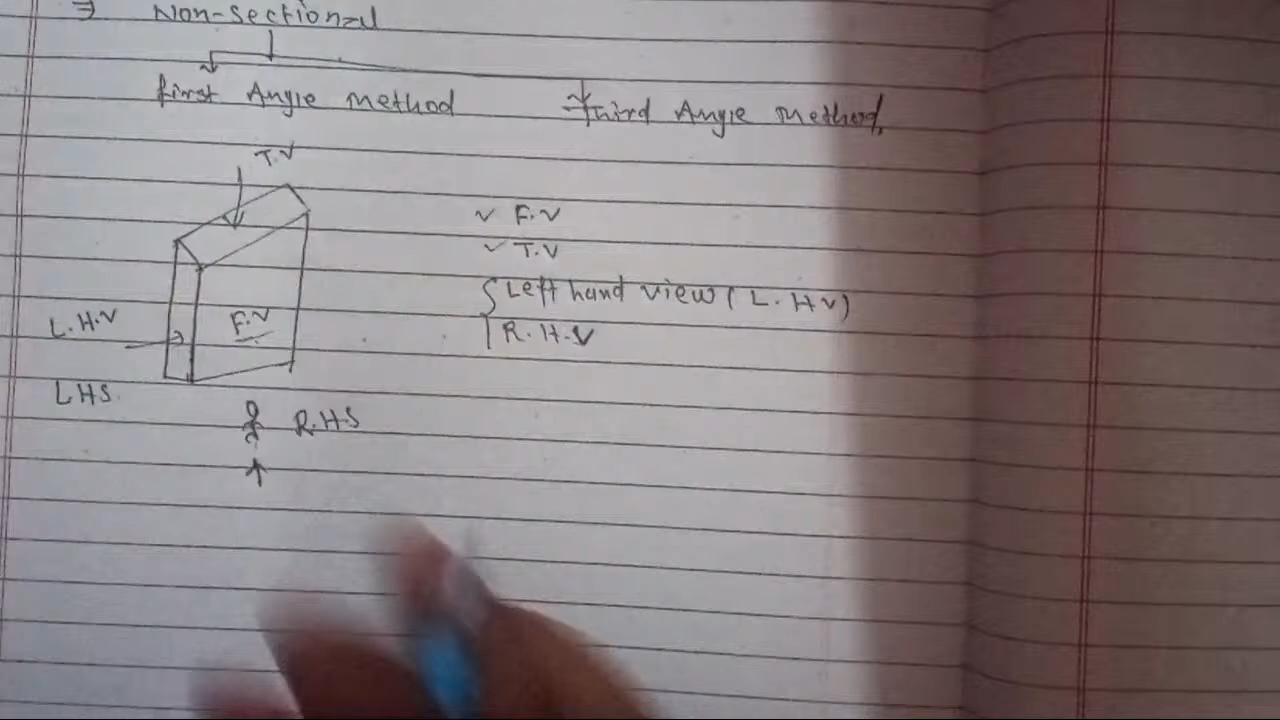 ⇒ Non-Sectional
First Angle method
Third Angle method.
T.V
✓ F.V
✓ T.V
Left hand view ( L.H.V)
R.H.V
L.H.V
F.V
LHS
R.H.S